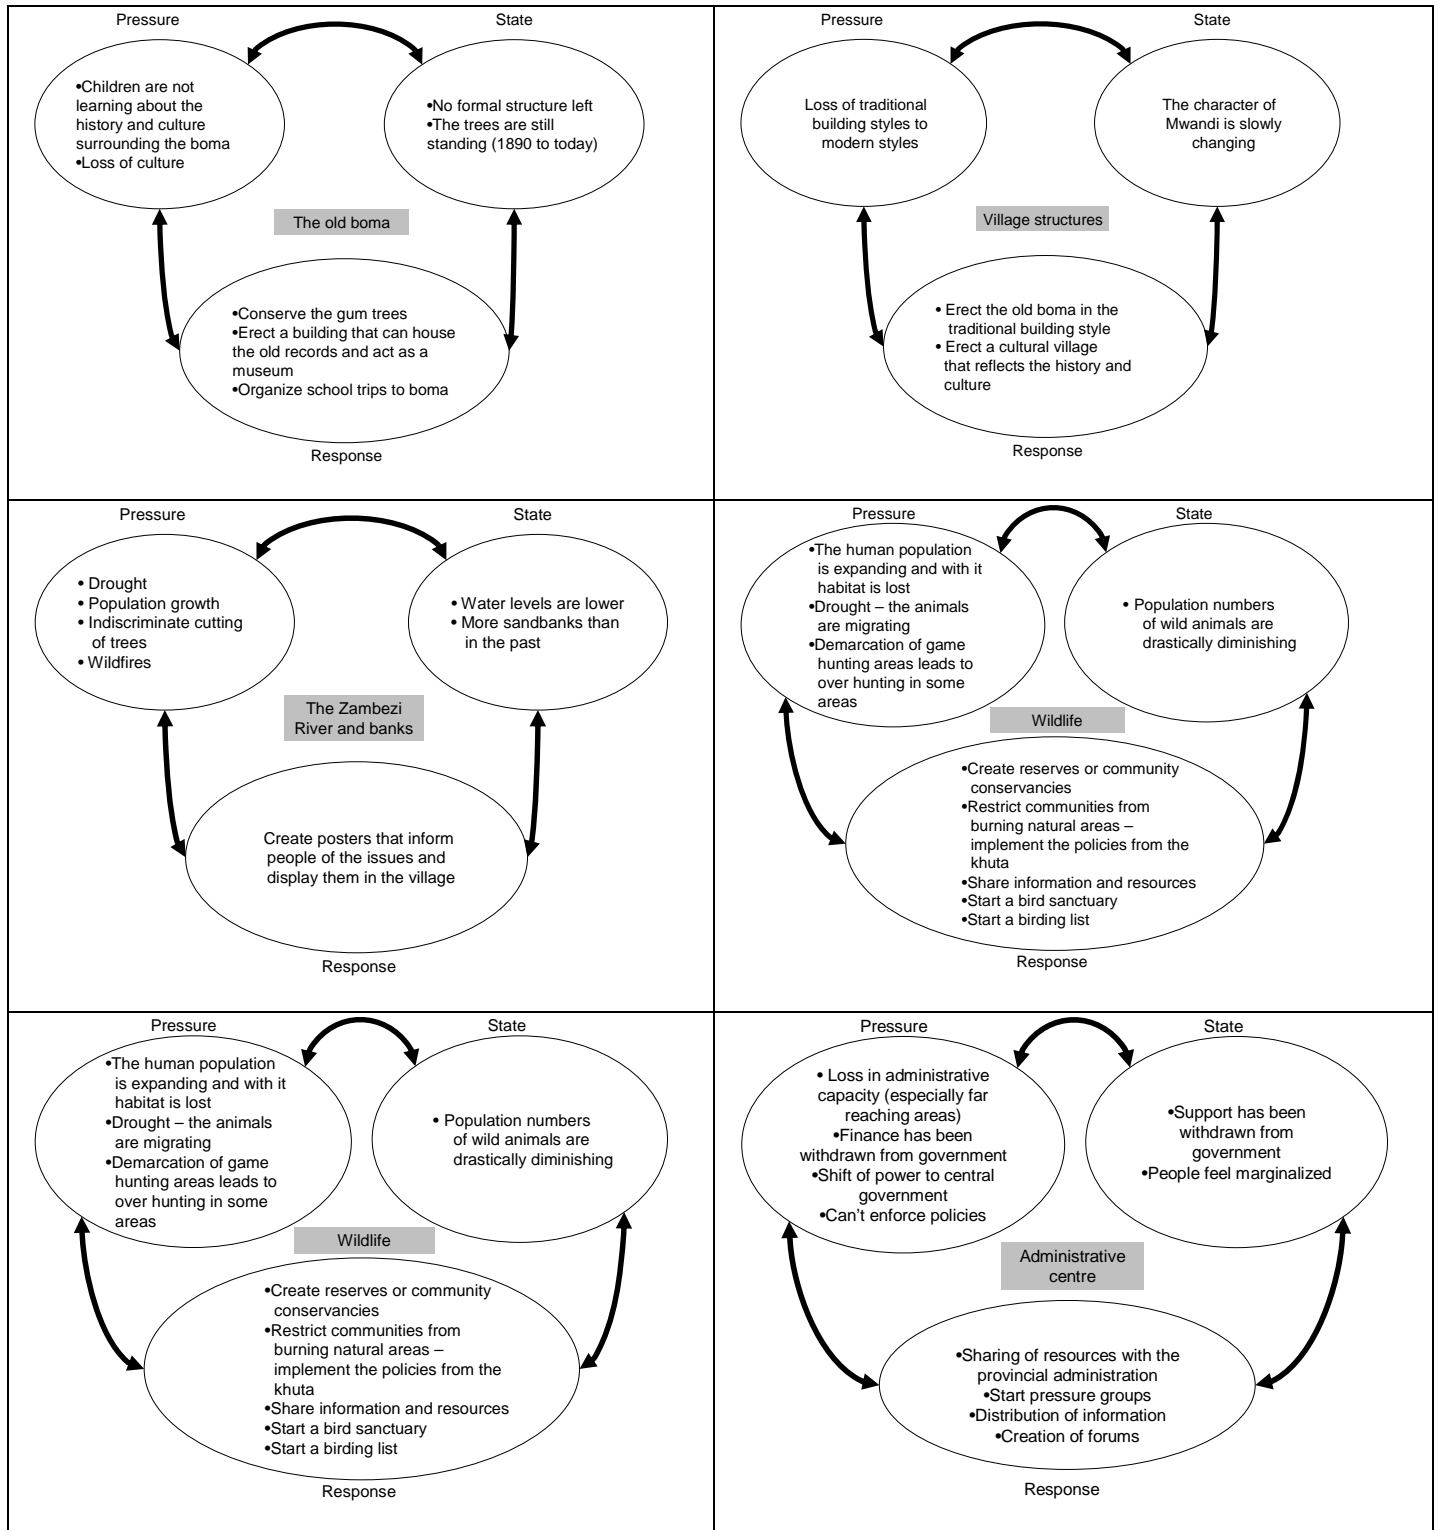 Pressure
State
•Children are not
learning about the
history and culture
surrounding the boma
•Loss of culture
•No formal structure left
•The trees are still
standing (1890 to today)
The old boma
•Conserve the gum trees
•Erect a building that can house
the old records and act as a
museum
•Organize school trips to boma
Response
Pressure
State
Loss of traditional
building styles to
modern styles
The character of
Mwandi is slowly
changing
Village structures
• Erect the old boma in the
traditional building style
• Erect a cultural village
that reflects the history and
culture
Response
Pressure
State
• Drought
• Population growth
• Indiscriminate cutting
of trees
• Wildfires
• Water levels are lower
• More sandbanks than
in the past
The Zambezi
River and banks
Create posters that inform
people of the issues and
display them in the village
Response
Pressure
State
•The human population
is expanding and with it
habitat is lost
•Drought – the animals
are migrating
•Demarcation of game
hunting areas leads to
over hunting in some
areas
• Population numbers
of wild animals are
drastically diminishing
Wildlife
•Create reserves or community
conservancies
•Restrict communities from
burning natural areas –
implement the policies from the
khuta
•Share information and resources
•Start a bird sanctuary
•Start a birding list
Response
Pressure
State
•The human population
is expanding and with it
habitat is lost
•Drought – the animals
are migrating
•Demarcation of game
hunting areas leads to
over hunting in some
areas
• Population numbers
of wild animals are
drastically diminishing
Wildlife
•Create reserves or community
conservancies
•Restrict communities from
burning natural areas –
implement the policies from the
khuta
•Share information and resources
•Start a bird sanctuary
•Start a birding list
Response
Pressure
State
• Loss in administrative
capacity (especially far
reaching areas)
•Finance has been
withdrawn from government
•Shift of power to central
government
•Can't enforce policies
•Support has been
withdrawn from
government
•People feel marginalized
Administrative
centre
•Sharing of resources with the
provincial administration
•Start pressure groups
•Distribution of information
•Creation of forums
Response